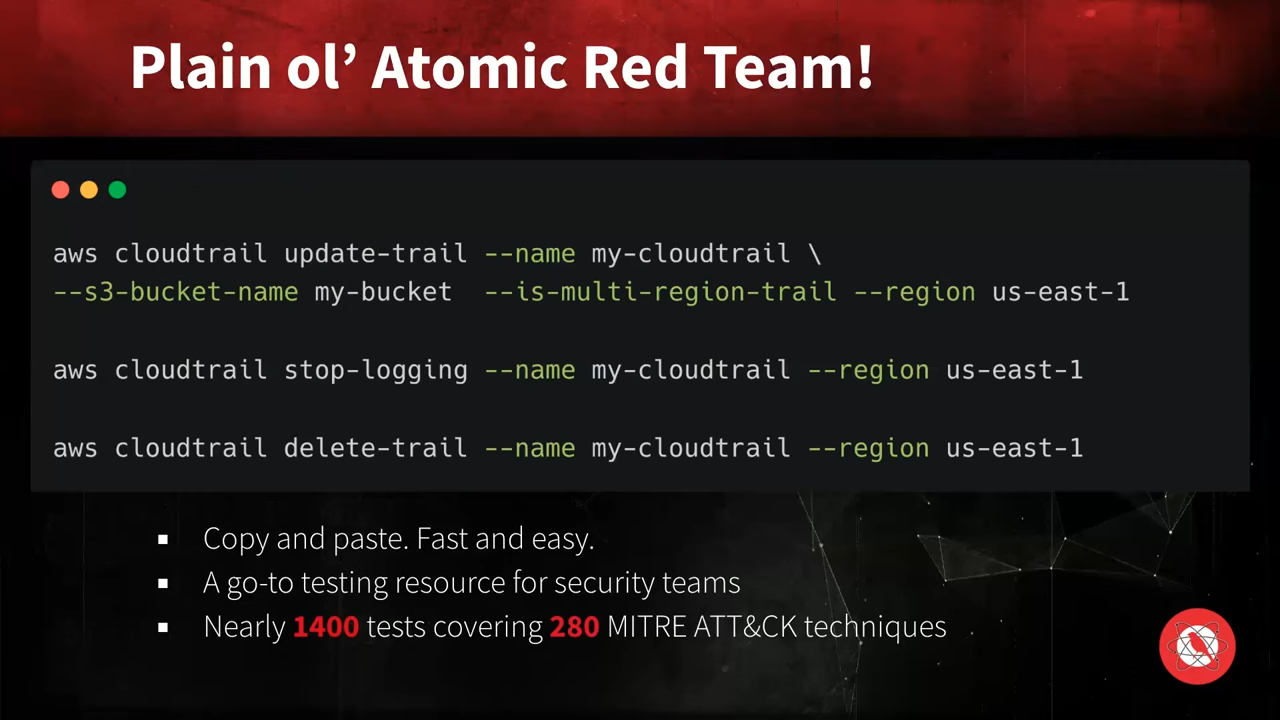 Plain ol’ Atomic Red Team!
aws cloudtrail update-trail --name my-cloudtrail \
--s3-bucket-name my-bucket  --is-multi-region-trail --region us-east-1
aws cloudtrail stop-logging --name my-cloudtrail --region us-east-1
aws cloudtrail delete-trail --name my-cloudtrail --region us-east-1
▪ Copy and paste. Fast and easy.
▪ A go-to testing resource for security teams
▪ Nearly 1400 tests covering 280 MITRE ATT&CK techniques